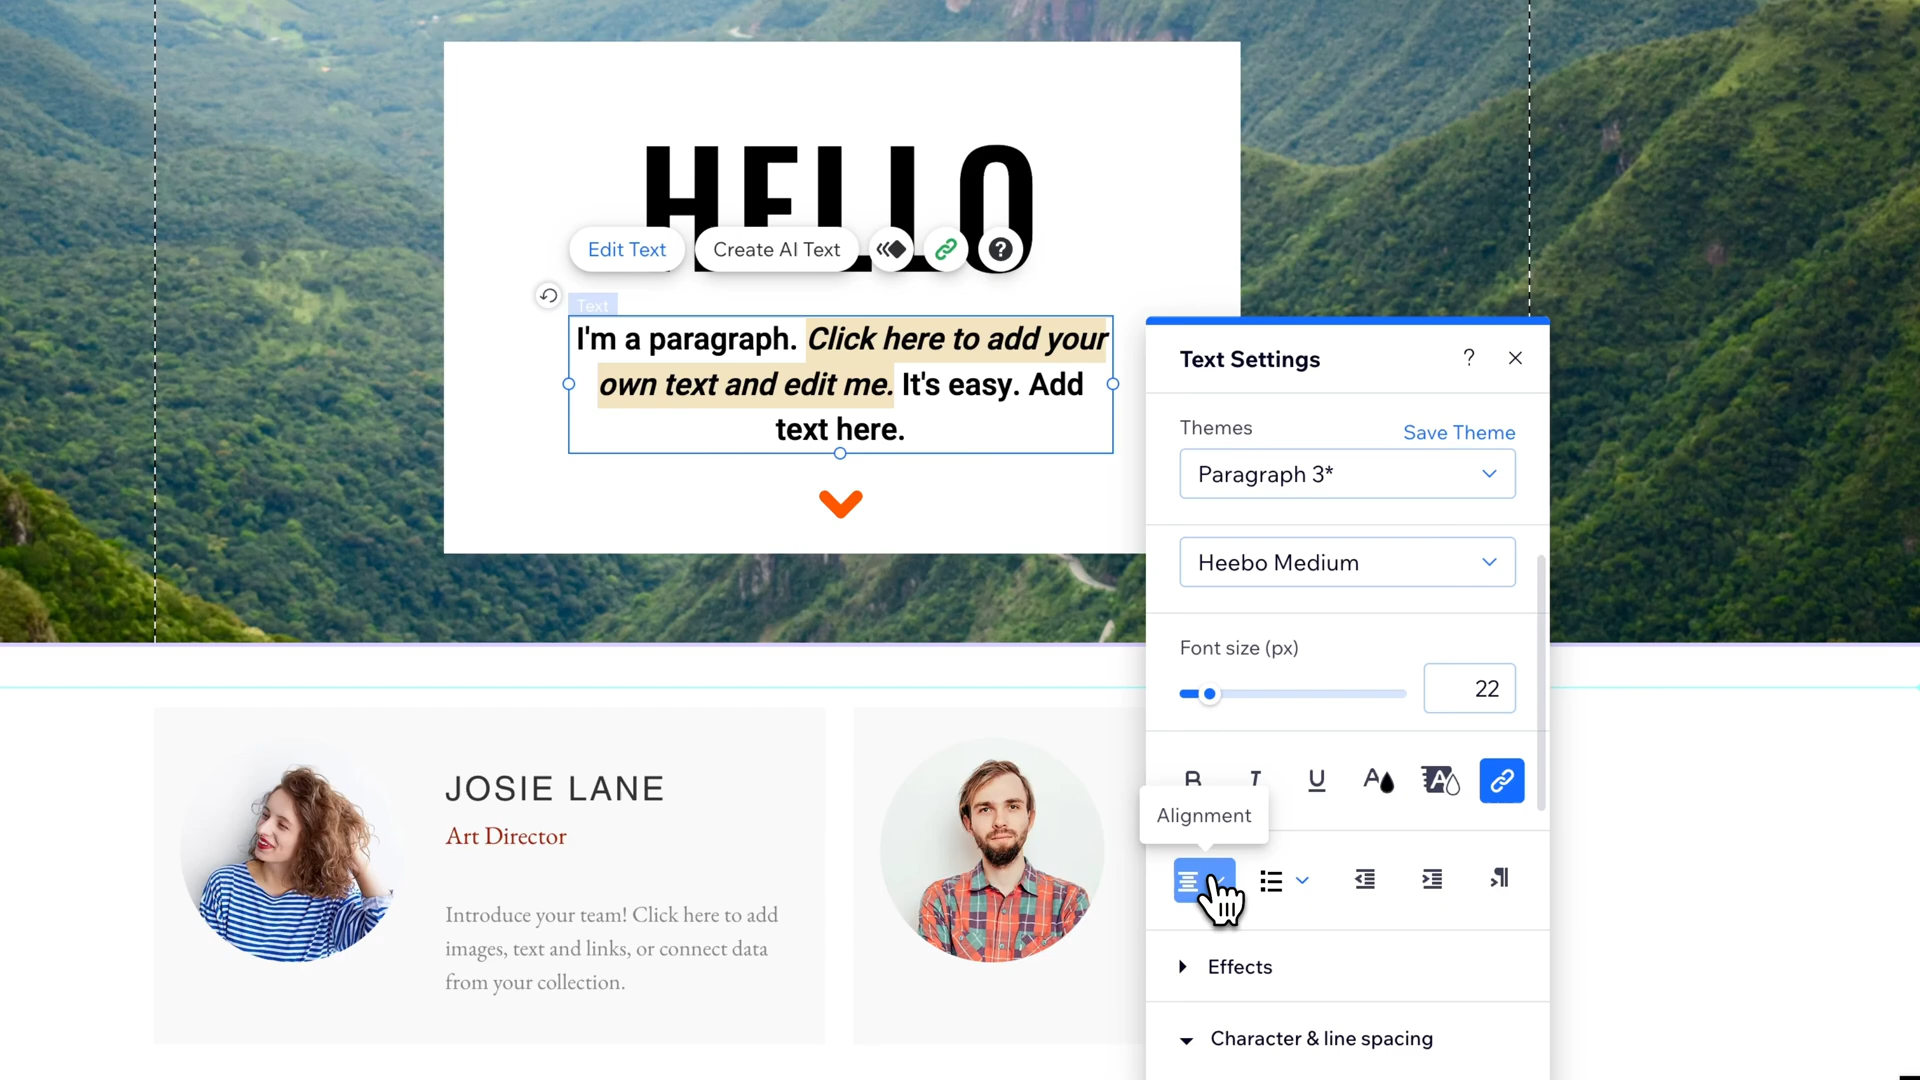 HELLO
Edit Text
Create AI Text
?
Text
I'm a paragraph. Click here to add your
own text and edit me. It's easy. Add
text here.
Text Settings
?
Themes
Save Theme
Paragraph 3*
Heebo Medium
Font size (px)
22
B I U A A
Alignment
Effects
Character & line spacing
JOSIE LANE
Art Director
Introduce your team! Click here to add
images, text and links, or connect data
from your collection.